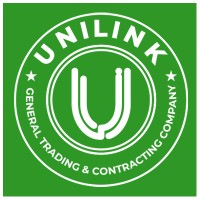 UNILINK
GENERAL TRADING & CONTRACTING COMPANY